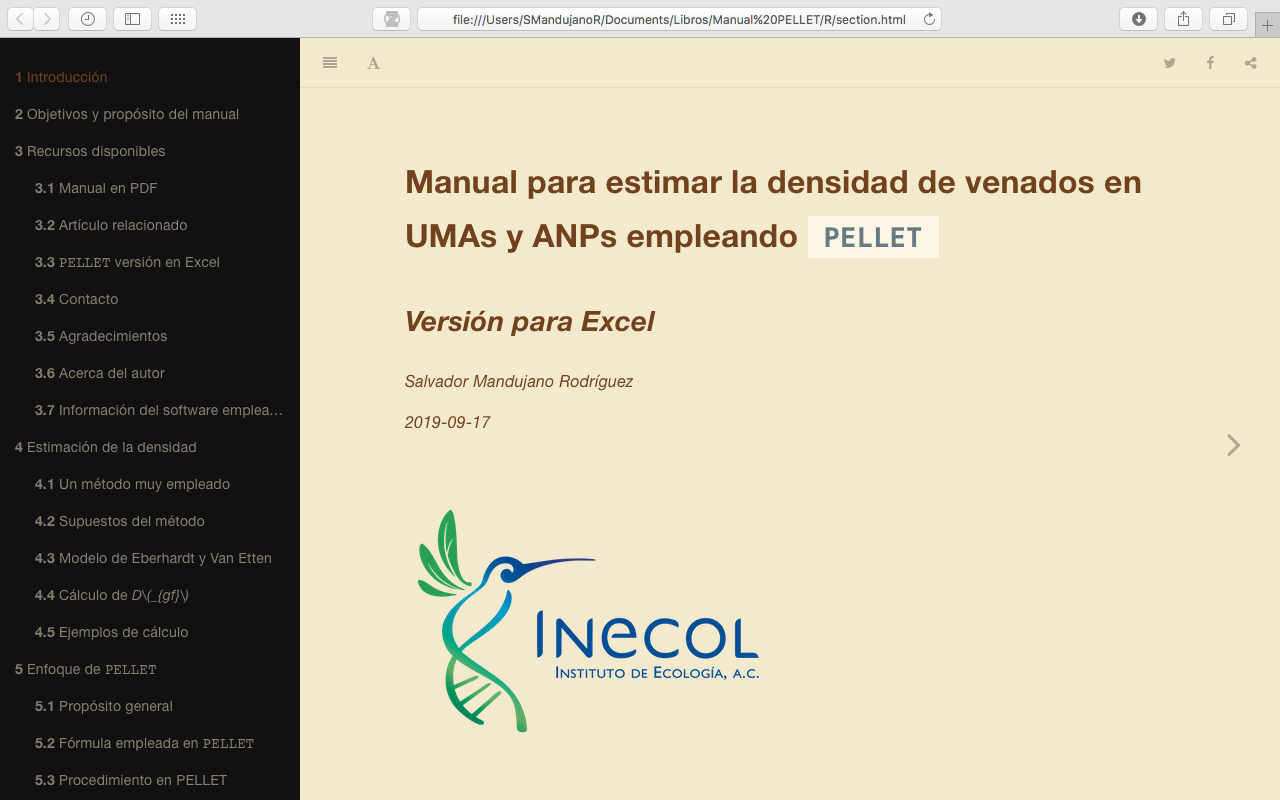 file:///Users/SMandujanoR/Documents/Libros/Manual%20PELLET/R/section.html
1 Introducción
2 Objetivos y propósito del manual
3 Recursos disponibles
3.1 Manual en PDF
3.2 Artículo relacionado
3.3 PELLET versión en Excel
3.4 Contacto
3.5 Agradecimientos
3.6 Acerca del autor
3.7 Información del software emplea…
4 Estimación de la densidad
4.1 Un método muy empleado
4.2 Supuestos del método
4.3 Modelo de Eberhardt y Van Etten
4.4 Cálculo de D\(_{gf}\)
4.5 Ejemplos de cálculo
5 Enfoque de PELLET
5.1 Propósito general
5.2 Fórmula empleada en PELLET
5.3 Procedimiento en PELLET
A
Manual para estimar la densidad de venados en
UMAs y ANPs empleando PELLET
Versión para Excel
Salvador Mandujano Rodríguez
2019-09-17
INECOL
INSTITUTO DE ECOLOGÍA, A.C.